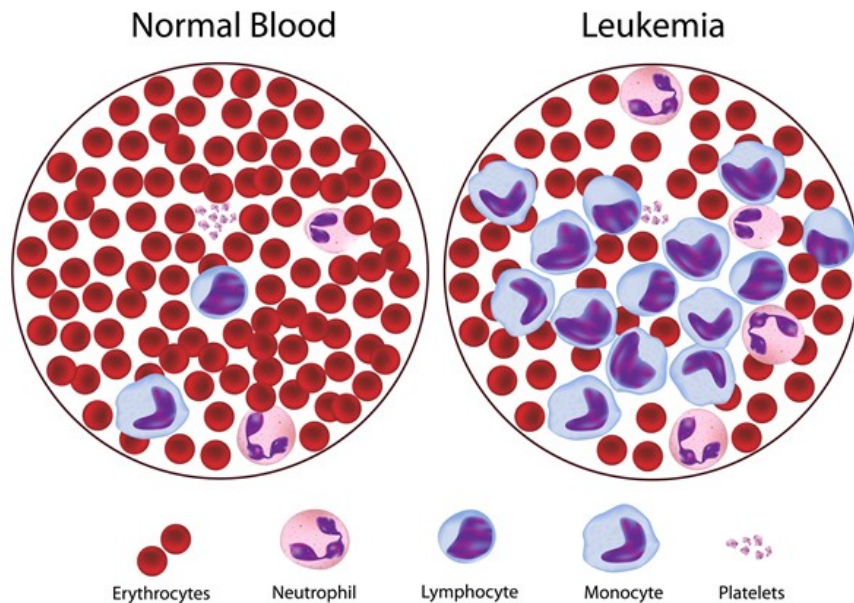 Normal Blood
Leukemia
Erythrocytes
Neutrophil
Lymphocyte
Monocyte
Platelets